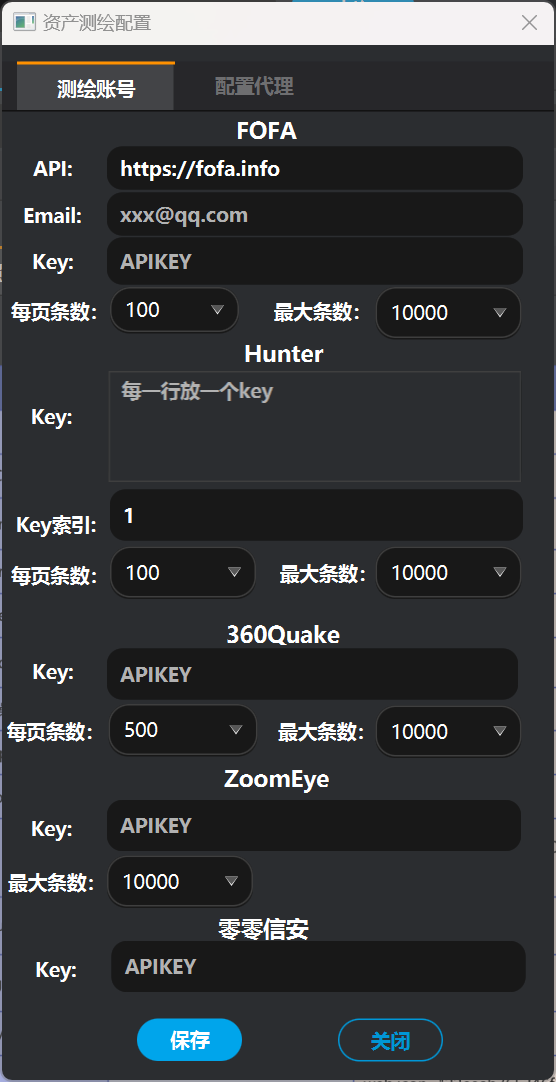 资产测绘配置
测绘账号 配置代理
FOFA
API: https://fofa.info
Email: xxx@qq.com
Key: APIKEY
每页条数: 100 最大条数: 10000
Hunter
Key: 每一行放一个key
Key索引: 1
每页条数: 100 最大条数: 10000
360Quake
Key: APIKEY
每页条数: 500 最大条数: 10000
ZoomEye
Key: APIKEY
最大条数: 10000
零零信安
Key: APIKEY
保存 关闭